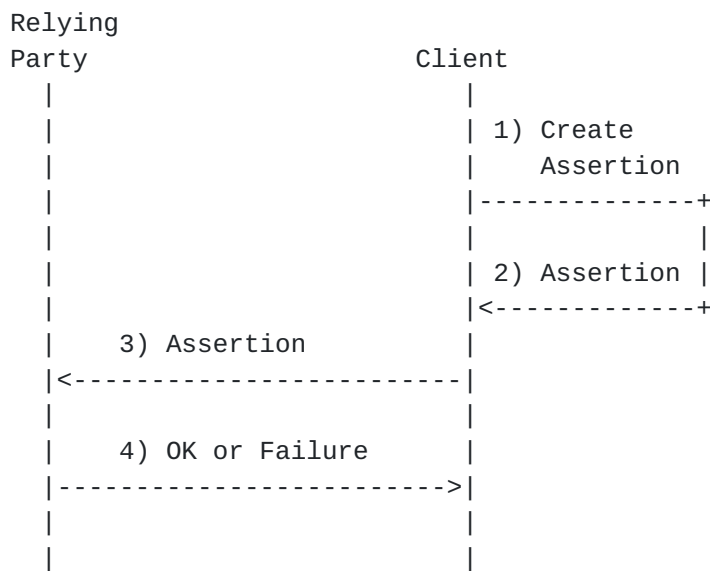 Relying
Party                     Client
  |                          |
  |                          | 1) Create
  |                          |    Assertion
  |                          |--------------+
  |                          |              |
  |                          | 2) Assertion |
  |                          |<-------------+
  |    3) Assertion          |
  |<-------------------------|
  |                          |
  |    4) OK or Failure      |
  |------------------------->|
  |                          |
  |                          |